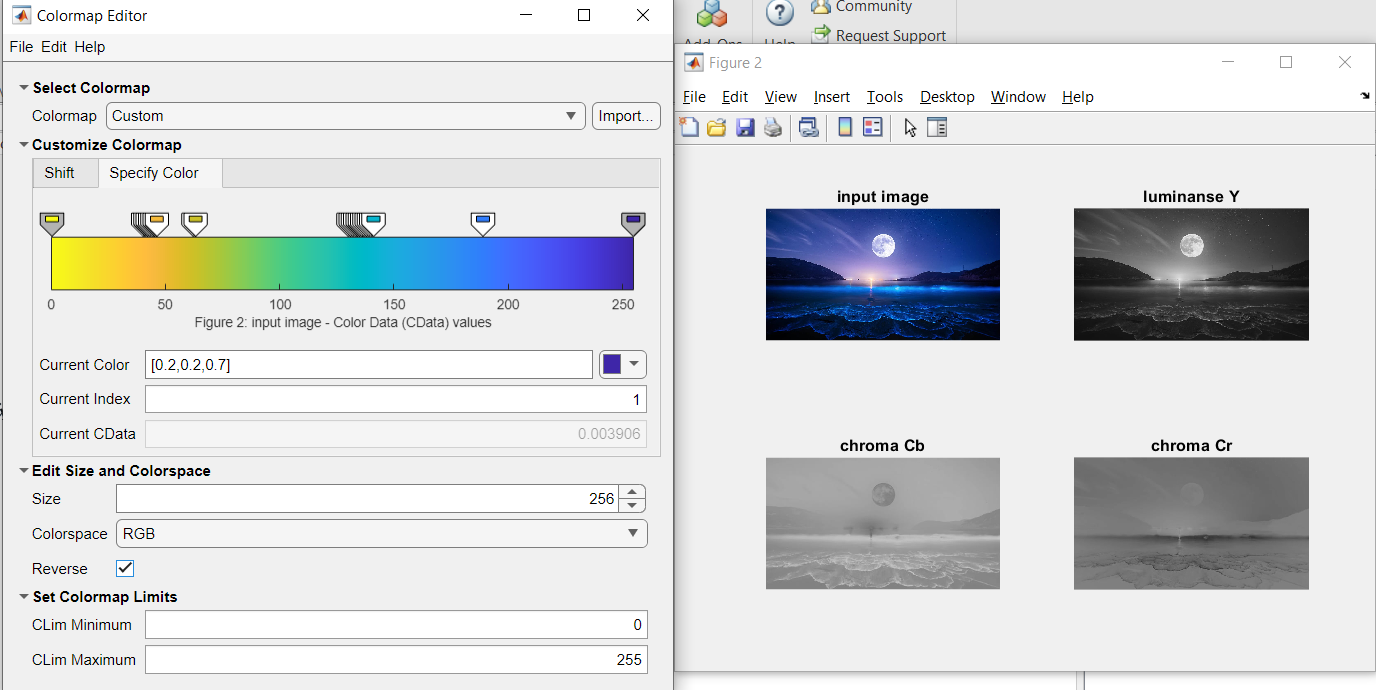 Colormap Editor
File Edit Help
Select Colormap
Colormap Custom Import...
Customize Colormap
Shift Specify Color
0 50 100 150 200 250
Figure 2: input image - Color Data (CData) values
Current Color [0.2,0.2,0.7]
Current Index 1
Current CData 0.003906
Edit Size and Colorspace
Size 256
Colorspace RGB
Reverse
Set Colormap Limits
CLim Minimum 0
CLim Maximum 255
Community
Add-Ons Help Request Support
Figure 2
File Edit View Insert Tools Desktop Window Help
input image luminanse Y
chroma Cb chroma Cr